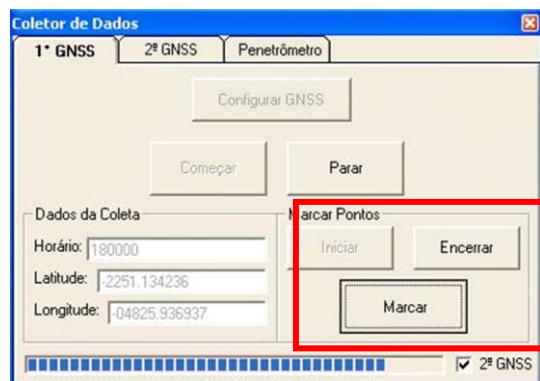 Coletor de Dados
1° GNSS 2ª GNSS Penetrômetro
Configurar GNSS
Começar Parar
Dados da Coleta Marcar Pontos
Horário: 180000 Iniciar Encerrar
Latitude: -2251.134236
Longitude: -04825.936937 Marcar
2ª GNSS